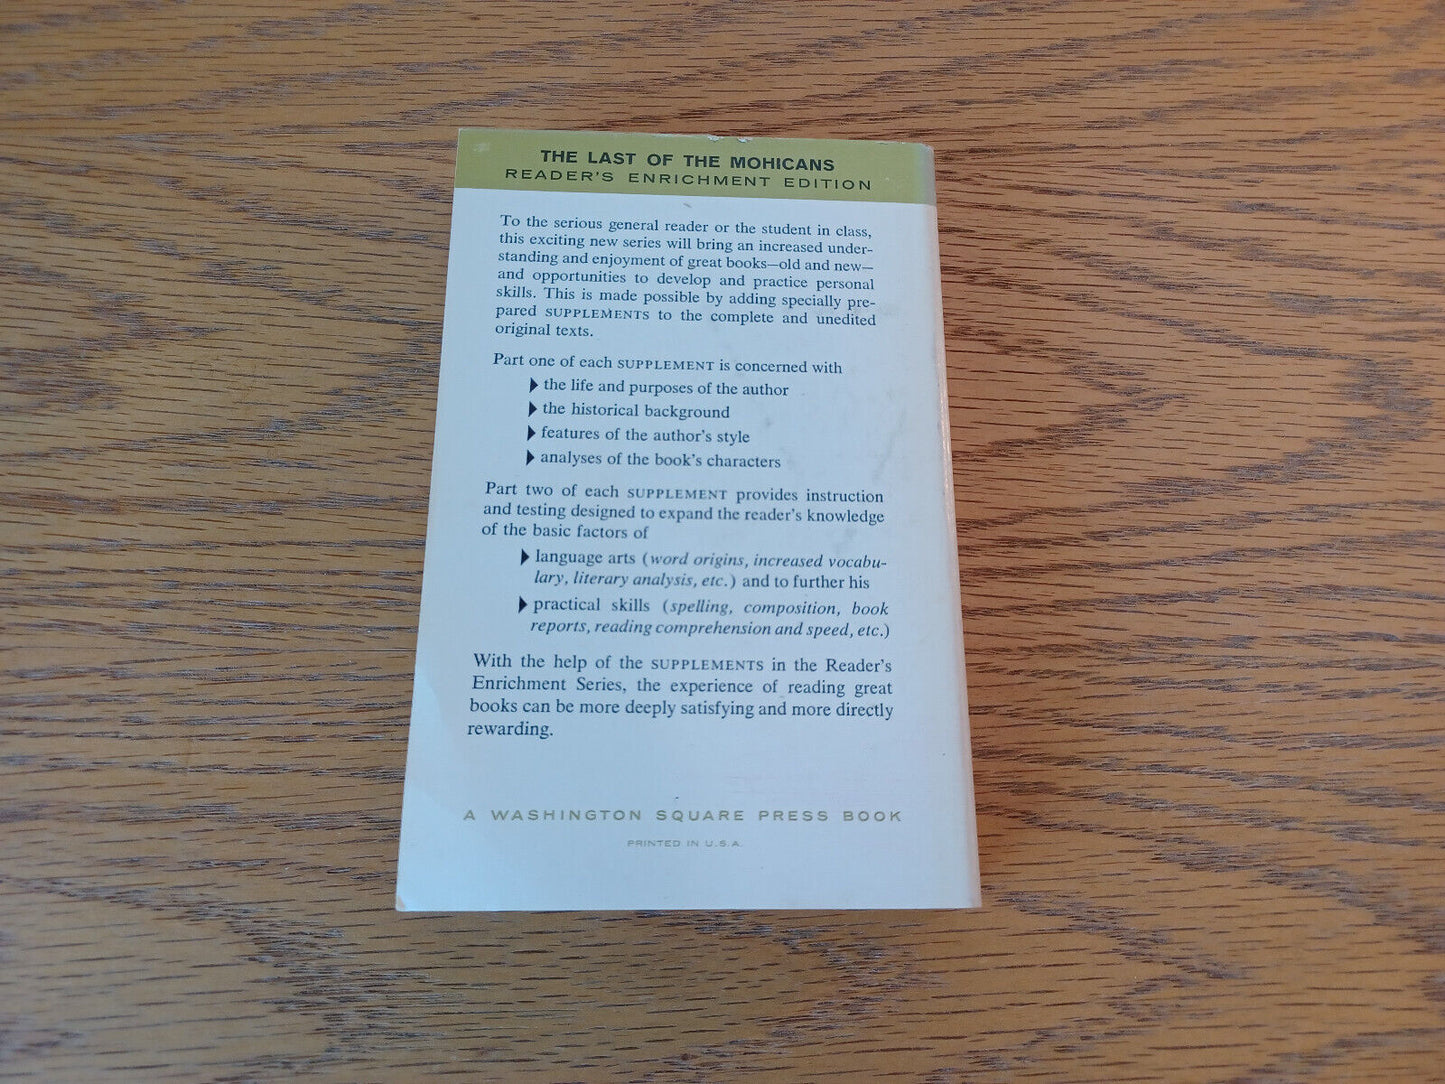 THE LAST OF THE MOHICANS
READER'S ENRICHMENT EDITION
To the serious general reader or the student in class,
this exciting new series will bring an increased under-
standing and enjoyment of great books—old and new—
and opportunities to develop and practice personal
skills. This is made possible by adding specially pre-
pared SUPPLEMENTS to the complete and unedited
original texts.
Part one of each SUPPLEMENT is concerned with
the life and purposes of the author
the historical background
features of the author's style
analyses of the book's characters
Part two of each SUPPLEMENT provides instruction
and testing designed to expand the reader's knowledge
of the basic factors of
language arts (word origins, increased vocabu-
lary, literary analysis, etc.) and to further his
practical skills (spelling, composition, book
reports, reading comprehension and speed, etc.)
With the help of the SUPPLEMENTS in the Reader's
Enrichment Series, the experience of reading great
books can be more deeply satisfying and more directly
rewarding.
A WASHINGTON SQUARE PRESS BOOK
PRINTED IN U.S.A.